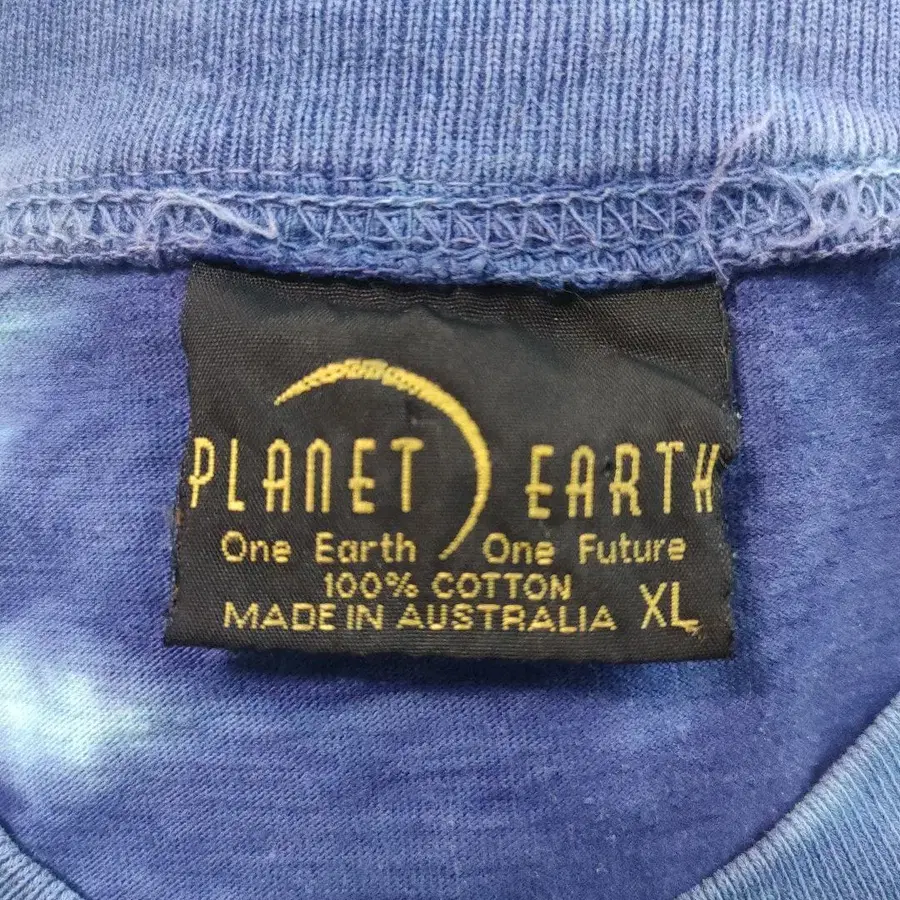 PLANET EARTH
One Earth One Future
100% COTTON
MADE IN AUSTRALIA XL